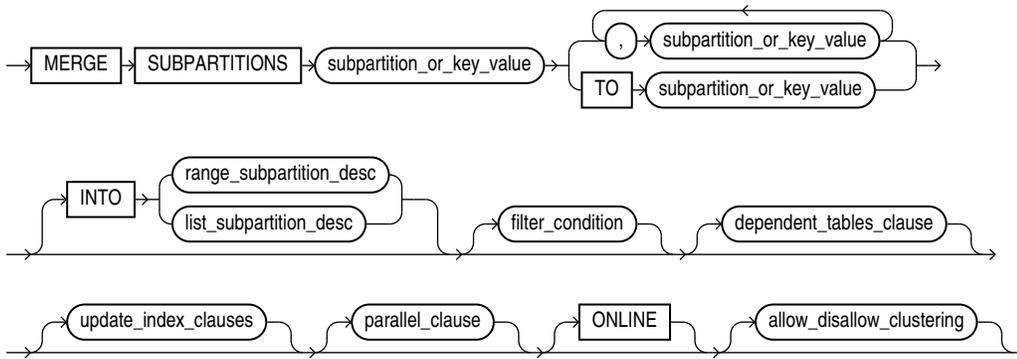 , subpartition_or_key_value
MERGE SUBPARTITIONS subpartition_or_key_value
TO subpartition_or_key_value
range_subpartition_desc
INTO
list_subpartition_desc filter_condition dependent_tables_clause
update_index_clauses parallel_clause ONLINE allow_disallow_clustering